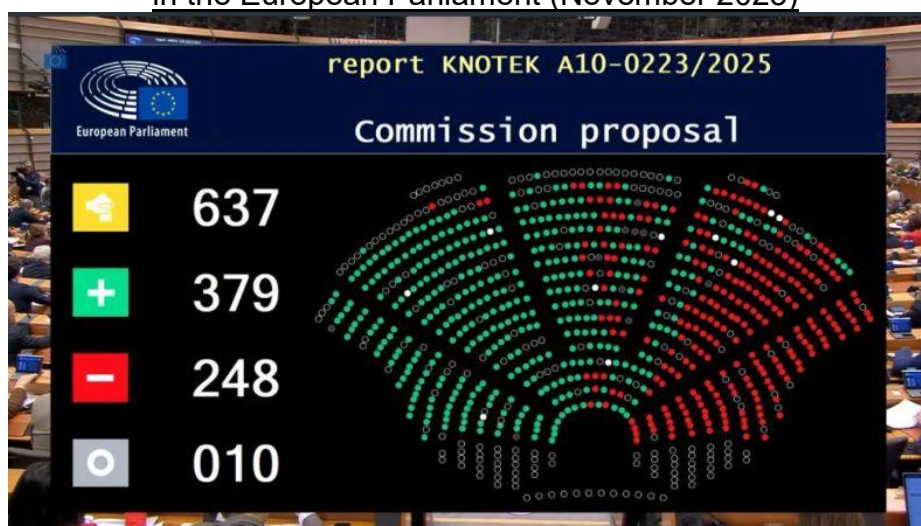 in the European Parliament (November 2025)
report KNOTEK A10-0223/2025
Commission proposal
European Parliament
637
+ 379
- 248
010